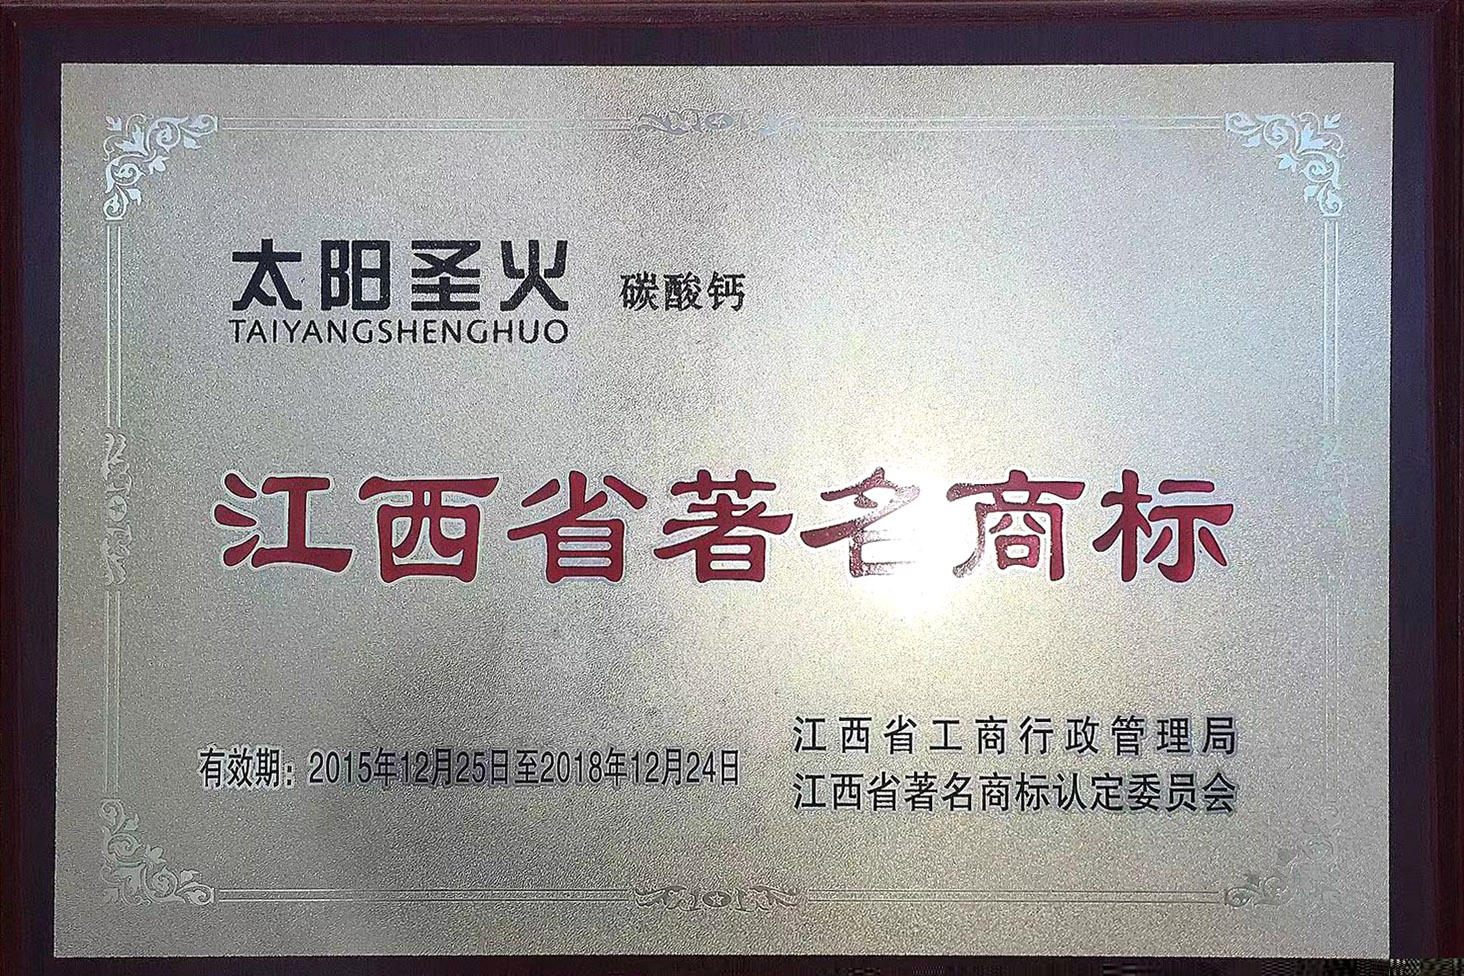 太阳圣火 碳酸钙
TAIYANGSHENGHUO
江西省著名商标
有效期：2015年12月25日至2018年12月24日
江西省工商行政管理局
江西省著名商标认定委员会